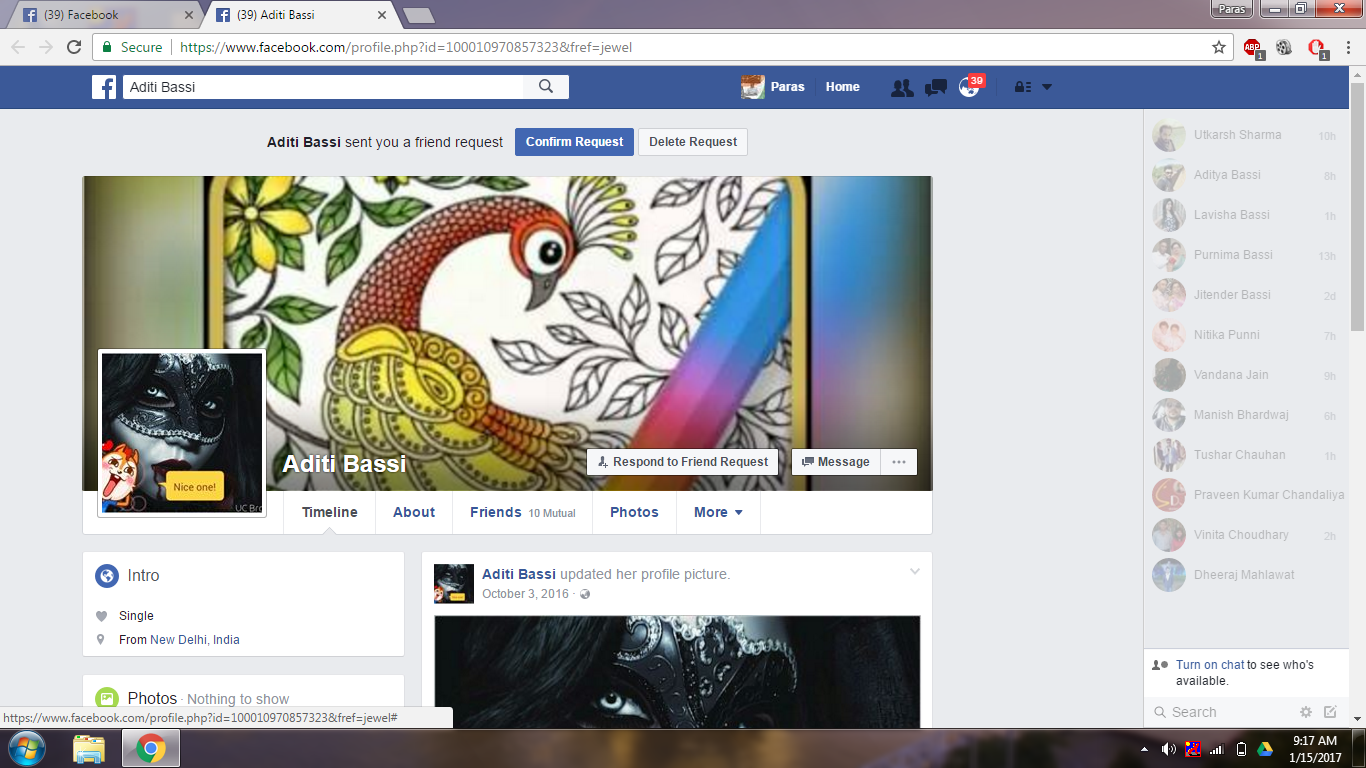 (39) Facebook
(39) Aditi Bassi
Paras
Secure
https://www.facebook.com/profile.php?id=100010970857323&fref=jewel
ABP
1
1
Aditi Bassi
Paras
Home
39
Aditi Bassi sent you a friend request
Confirm Request
Delete Request
Nice one!
UC Bro
Aditi Bassi
Respond to Friend Request
Message
Timeline
About
Friends 10 Mutual
Photos
More
Intro
Single
From New Delhi, India
Photos · Nothing to show
Aditi Bassi updated her profile picture.
October 3, 2016 ·
Utkarsh Sharma 10h
Aditya Bassi 8h
Lavisha Bassi 1h
Purnima Bassi 13h
Jitender Bassi 2d
Nitika Punni 7h
Vandana Jain 9h
Manish Bhardwaj 6h
Tushar Chauhan 1h
Praveen Kumar Chandaliya
Vinita Choudhary 2h
Dheeraj Mahlawat
Turn on chat to see who's
available.
Search
https://www.facebook.com/profile.php?id=100010970857323&fref=jewel#
9:17 AM
1/15/2017